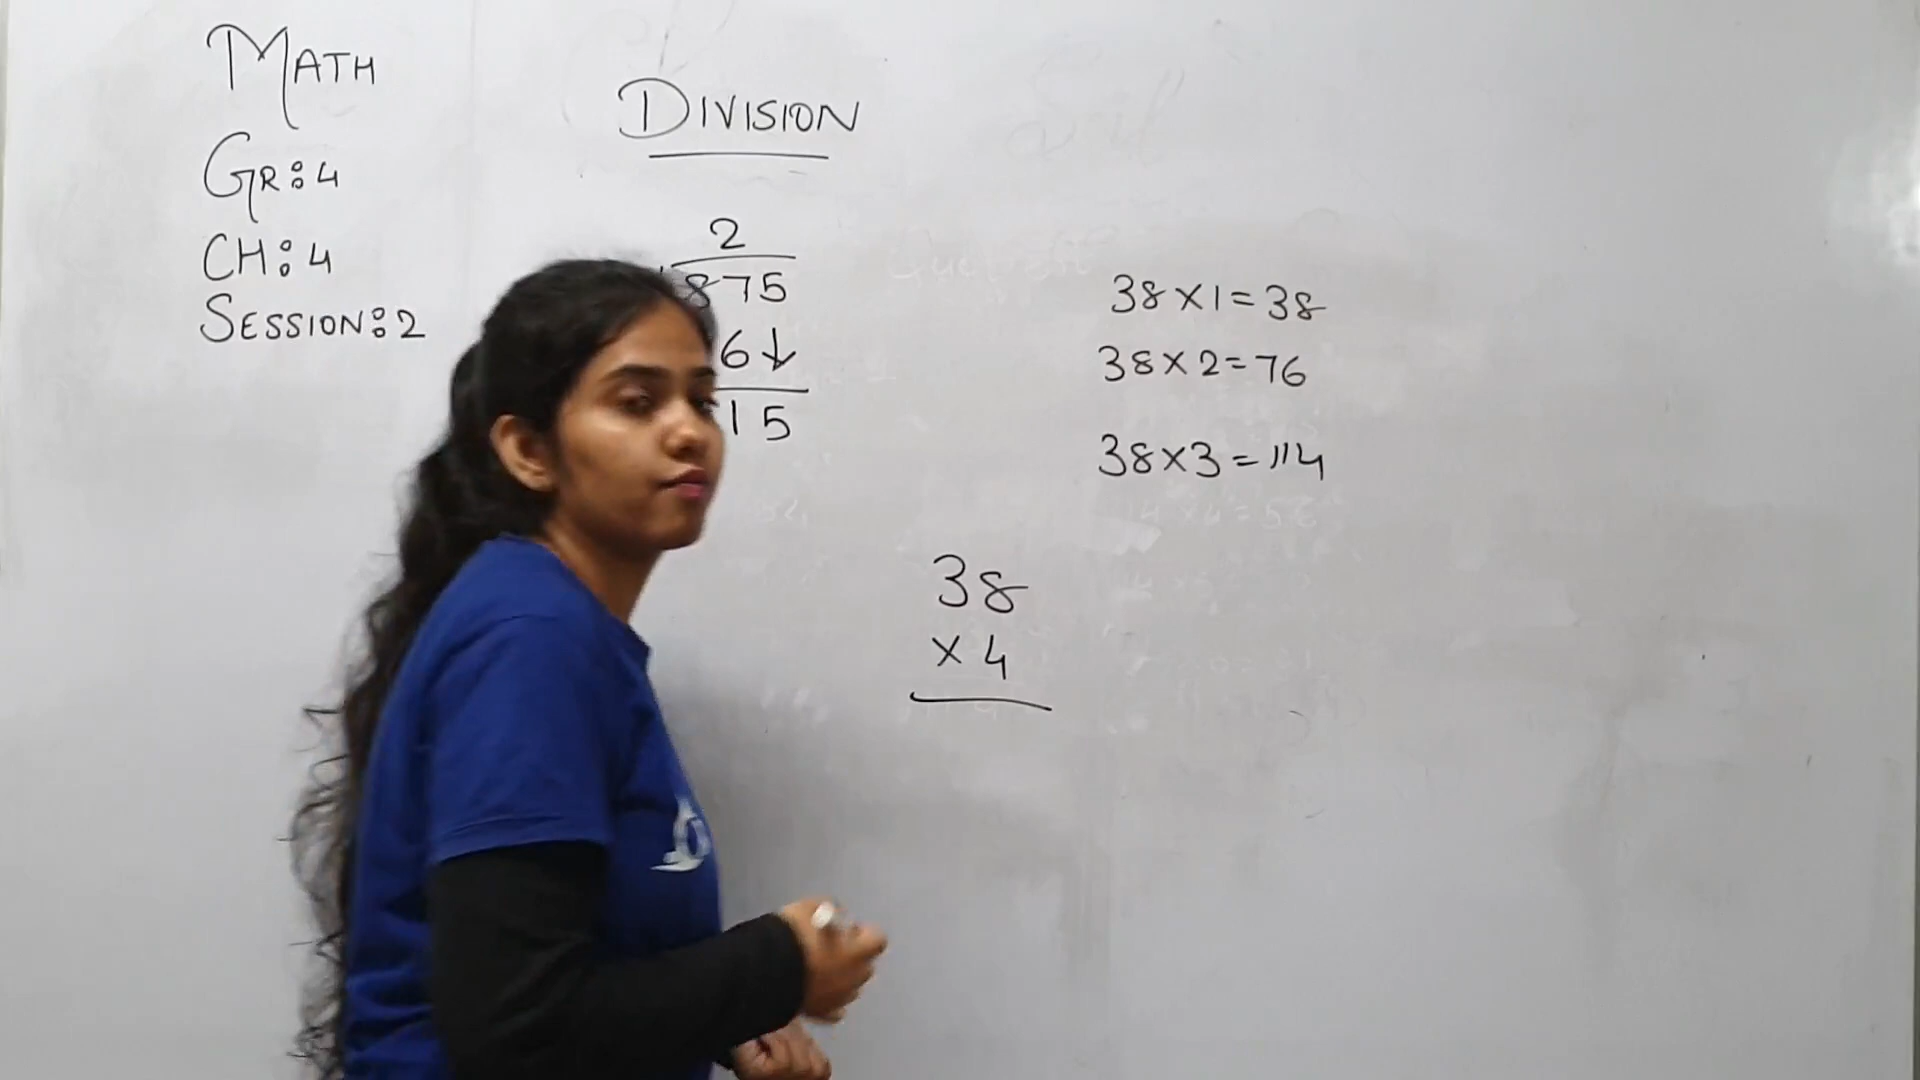 MATH
GR: 4
CH: 4
SESSION: 2
DIVISION
2
875
6↓
15
38 × 1 = 38
38 × 2 = 76
38 × 3 = 114
38
× 4